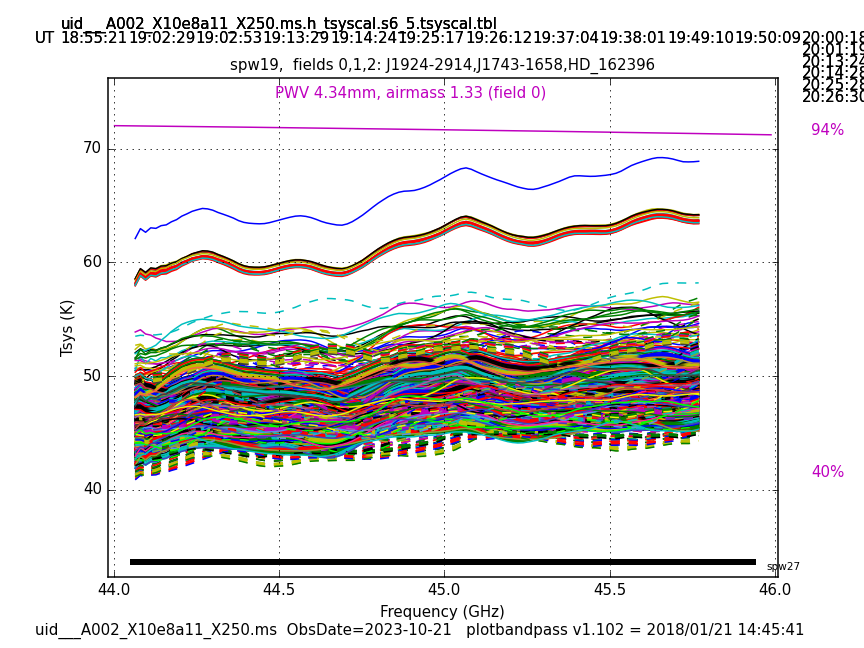 uid___A002_X10e8a11_X250.ms.h_tsyscal.s6_5.tsyscal.tbl
UT 18:55:21 19:02:29 19:02:53 19:13:29 19:14:24 19:25:17 19:26:12 19:37:04 19:38:01 19:49:10 19:50:09 20:00:18
20:01:19
20:13:24
20:14:28
20:25:28
20:26:30
spw19, fields 0,1,2: J1924-2914,J1743-1658,HD_162396
PWV 4.34mm, airmass 1.33 (field 0)
94%
70
60
50
40
40%
Tsys (K)
spw27
44.0 44.5 45.0 45.5 46.0
Frequency (GHz)
uid___A002_X10e8a11_X250.ms ObsDate=2023-10-21 plotbandpass v1.102 = 2018/01/21 14:45:41